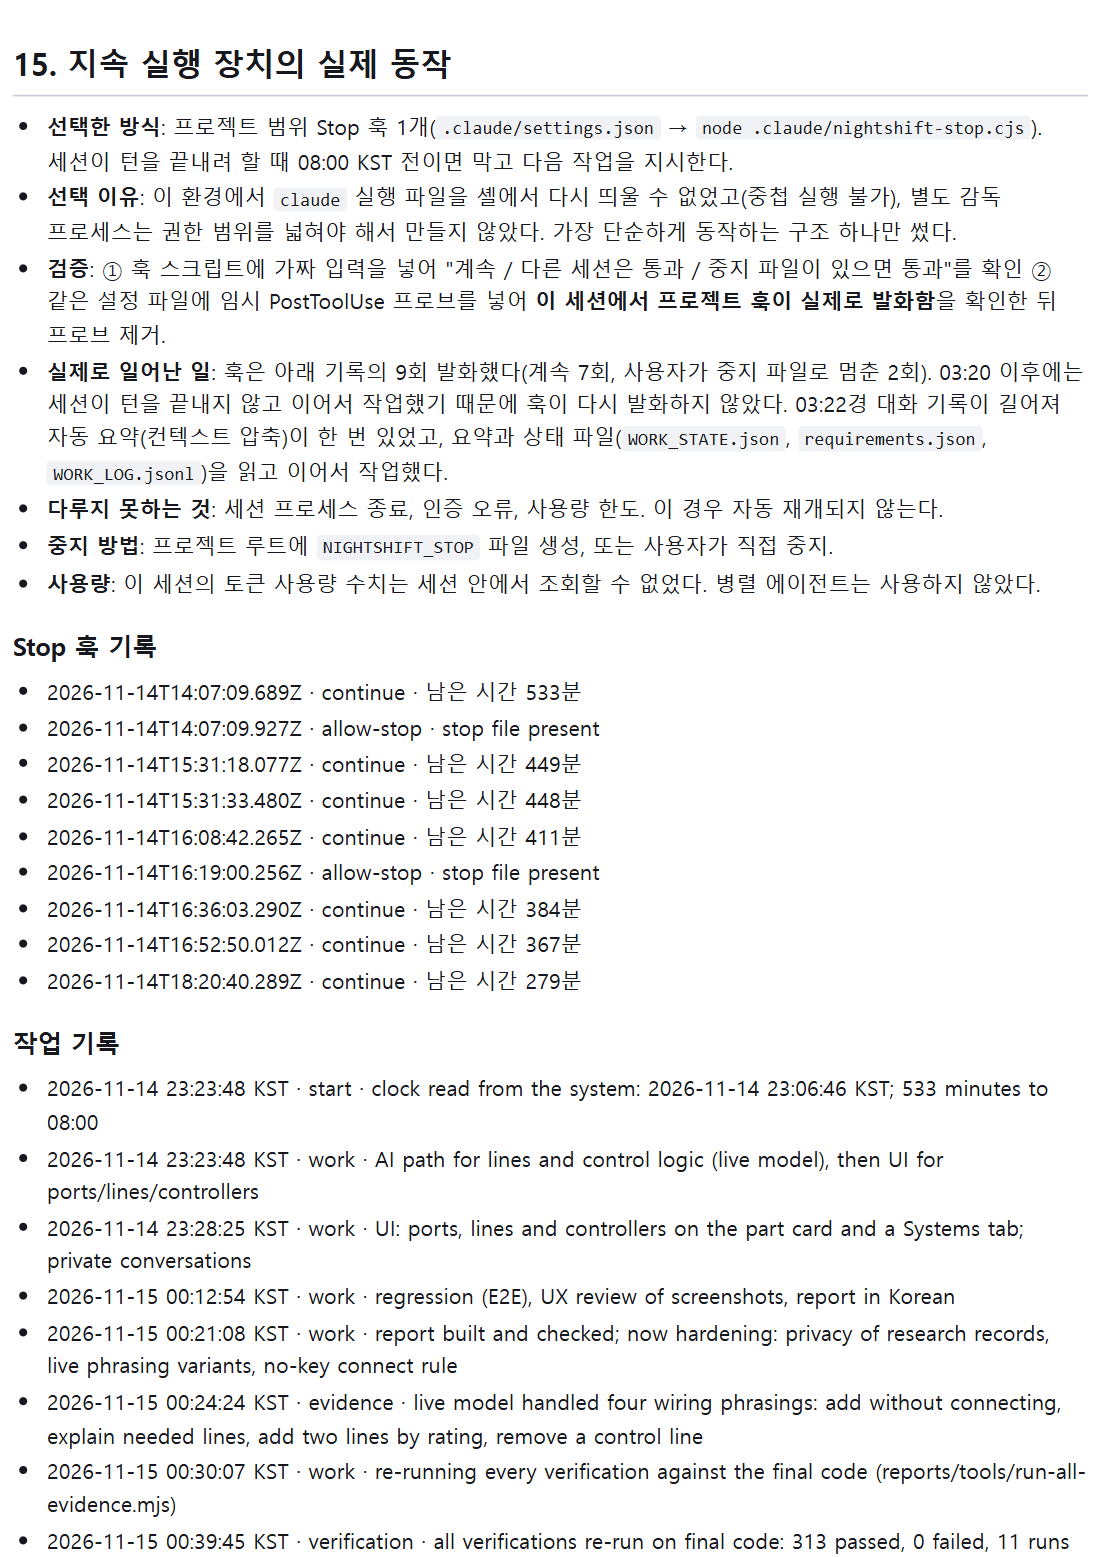 15. 지속 실행 장치의 실제 동작
• 선택한 방식: 프로젝트 범위 Stop 훅 1개( .claude/settings.json → node .claude/nightshift-stop.cjs ).
세션이 턴을 끝내려 할 때 08:00 KST 전이면 막고 다음 작업을 지시한다.
• 선택 이유: 이 환경에서 claude 실행 파일을 셸에서 다시 띄울 수 없었고(중첩 실행 불가), 별도 감독
프로세스는 권한 범위를 넓혀야 해서 만들지 않았다. 가장 단순하게 동작하는 구조 하나만 썼다.
• 검증: ① 훅 스크립트에 가짜 입력을 넣어 "계속 / 다른 세션은 통과 / 중지 파일이 있으면 통과"를 확인 ②
같은 설정 파일에 임시 PostToolUse 프로브를 넣어 이 세션에서 프로젝트 훅이 실제로 발화함을 확인한 뒤
프로브 제거.
• 실제로 일어난 일: 훅은 아래 기록의 9회 발화했다(계속 7회, 사용자가 중지 파일로 멈춘 2회). 03:20 이후에는
세션이 턴을 끝내지 않고 이어서 작업했기 때문에 훅이 다시 발화하지 않았다. 03:22경 대화 기록이 길어져
자동 요약(컨텍스트 압축)이 한 번 있었고, 요약과 상태 파일( WORK_STATE.json , requirements.json ,
WORK_LOG.jsonl )을 읽고 이어서 작업했다.
• 다루지 못하는 것: 세션 프로세스 종료, 인증 오류, 사용량 한도. 이 경우 자동 재개되지 않는다.
• 중지 방법: 프로젝트 루트에 NIGHTSHIFT_STOP 파일 생성, 또는 사용자가 직접 중지.
• 사용량: 이 세션의 토큰 사용량 수치는 세션 안에서 조회할 수 없었다. 병렬 에이전트는 사용하지 않았다.
Stop 훅 기록
• 2026-11-14T14:07:09.689Z · continue · 남은 시간 533분
• 2026-11-14T14:07:09.927Z · allow-stop · stop file present
• 2026-11-14T15:31:18.077Z · continue · 남은 시간 449분
• 2026-11-14T15:31:33.480Z · continue · 남은 시간 448분
• 2026-11-14T16:08:42.265Z · continue · 남은 시간 411분
• 2026-11-14T16:19:00.256Z · allow-stop · stop file present
• 2026-11-14T16:36:03.290Z · continue · 남은 시간 384분
• 2026-11-14T16:52:50.012Z · continue · 남은 시간 367분
• 2026-11-14T18:20:40.289Z · continue · 남은 시간 279분
작업 기록
• 2026-11-14 23:23:48 KST · start · clock read from the system: 2026-11-14 23:06:46 KST; 533 minutes to
08:00
• 2026-11-14 23:23:48 KST · work · AI path for lines and control logic (live model), then UI for
ports/lines/controllers
• 2026-11-14 23:28:25 KST · work · UI: ports, lines and controllers on the part card and a Systems tab;
private conversations
• 2026-11-15 00:12:54 KST · work · regression (E2E), UX review of screenshots, report in Korean
• 2026-11-15 00:21:08 KST · work · report built and checked; now hardening: privacy of research records,
live phrasing variants, no-key connect rule
• 2026-11-15 00:24:24 KST · evidence · live model handled four wiring phrasings: add without connecting,
explain needed lines, add two lines by rating, remove a control line
• 2026-11-15 00:30:07 KST · work · re-running every verification against the final code (reports/tools/run-all-
evidence.mjs)
• 2026-11-15 00:39:45 KST · verification · all verifications re-run on final code: 313 passed, 0 failed, 11 runs